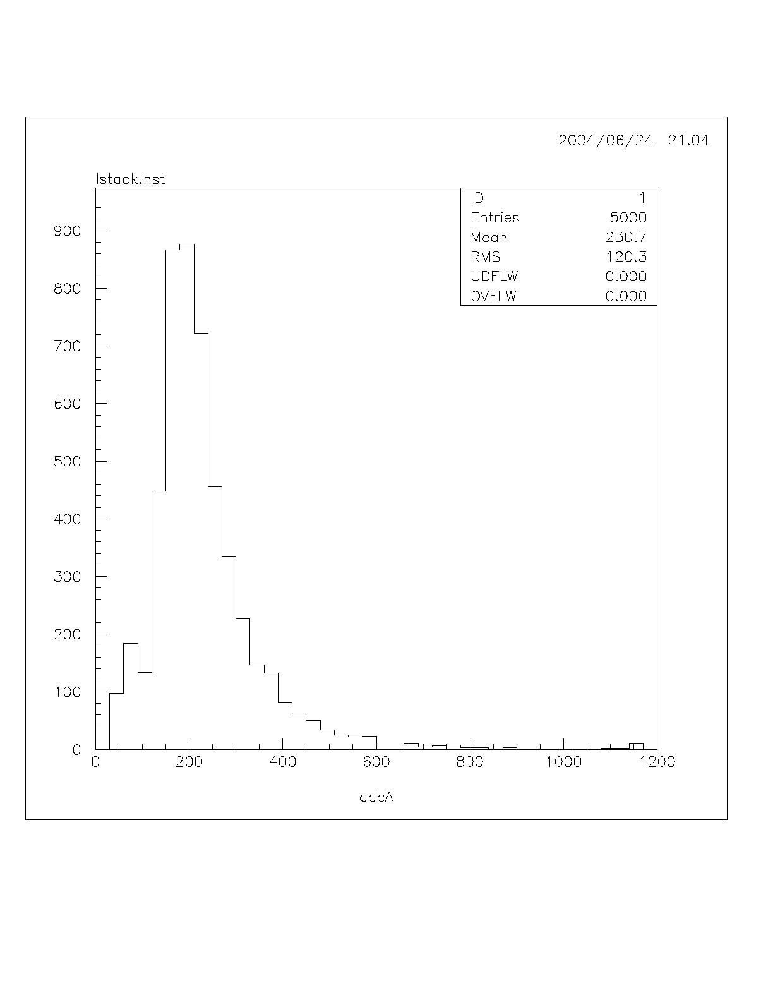 2004/06/24 21.04
lstack.hst
ID 1
Entries 5000
Mean 230.7
RMS 120.3
UDFLW 0.000
OVFLW 0.000
900
800
700
600
500
400
300
200
100
0
0 200 400 600 800 1000 1200
adcA